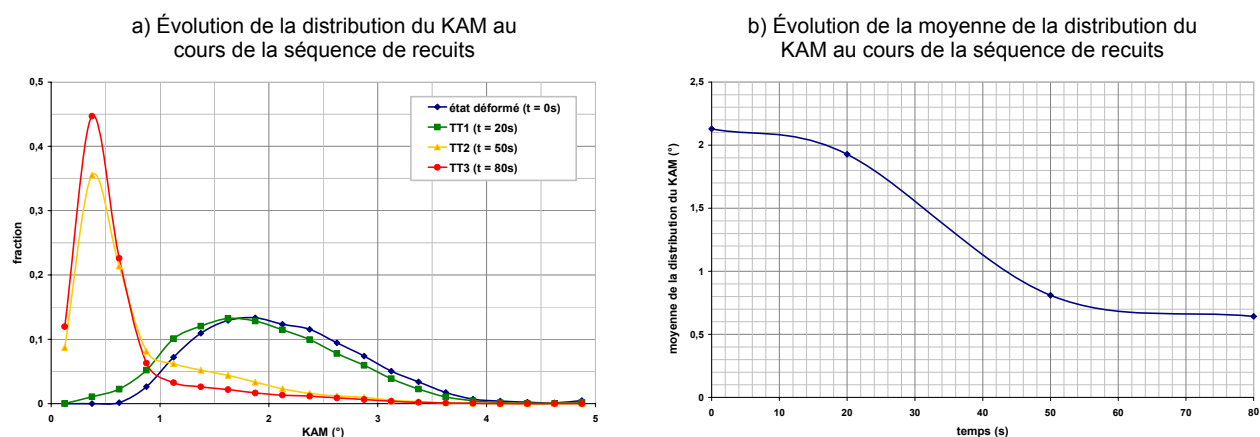 a) Évolution de la distribution du KAM au
cours de la séquence de recuits
0,5
0,4
0,3
0,2
0,1
0
fraction
0
1
2
3
4
5
KAM (°)
état déformé (t = 0s)
TT1 (t = 20s)
TT2 (t = 50s)
TT3 (t = 80s)
b) Évolution de la moyenne de la distribution du
KAM au cours de la séquence de recuits
2,5
2
1,5
1
0,5
0
moyenne de la distribution du KAM (°)
0
10
20
30
40
50
60
70
80
temps (s)